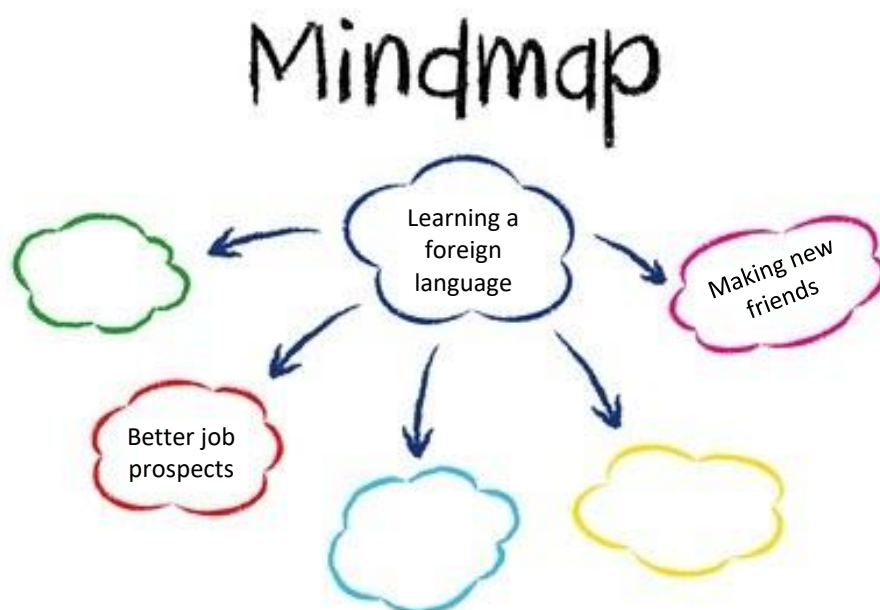 Mindmap
Learning a
foreign
language
Making new
friends
Better job
prospects